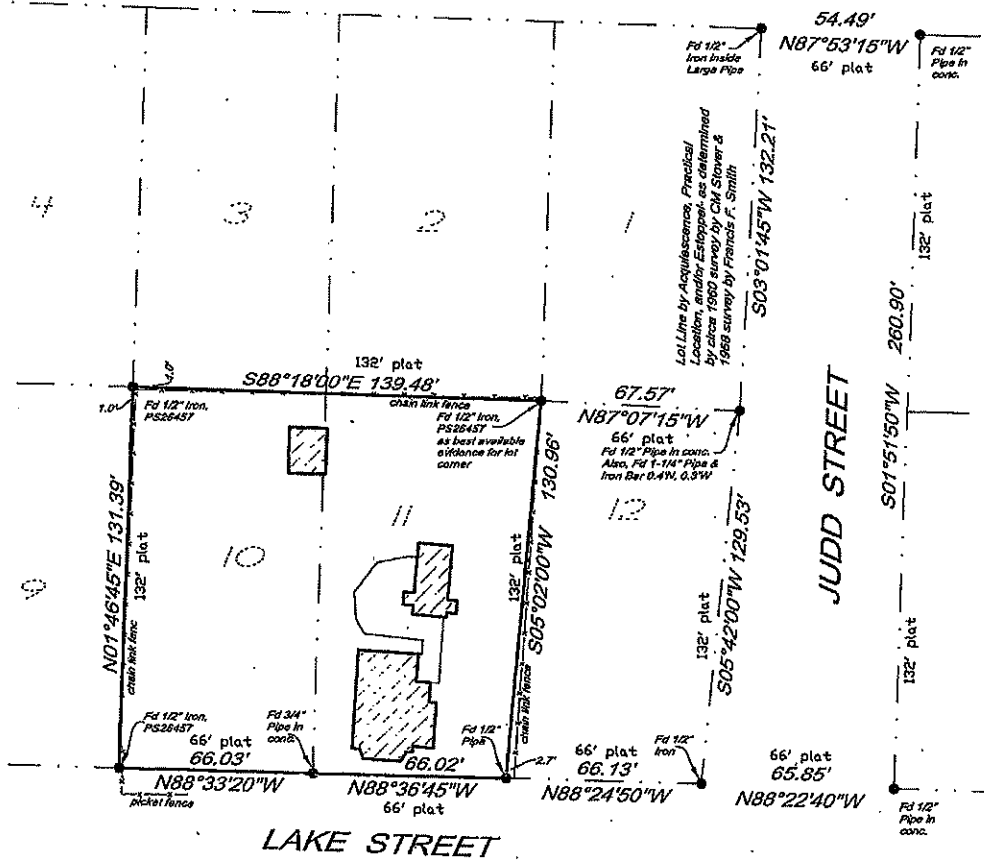 54.49'
N87°53'15"W
66' plat
Fd 1/2"
Iron Inside
Large Pipe
Fd 1/2"
Pipe in
conc.
Lot Line by Acquiescence, Practical
Location, and/or Estoppel, as determined
by circa 1960 survey by CM Stover &
1968 survey by Francis F. Smith
S03°01'45"W 132.21'
132' plat
4
3
2
1
260.90'
S01°51'50"W
JUDD STREET
132' plat
S88°18'00"E 139.48'
chain link fence
4.0'
1.0'
Fd 1/2" Iron,
PS26457
Fd 1/2" Iron,
PS26457
as best available
evidence for lot
corner
67.57'
N87°07'15"W
66' plat
Fd 1/2" Pipe in conc.
Also, Fd 1-1/4" Pipe &
Iron Bar 0.4'N, 0.3'W
N01°46'45"E 131.39'
132' plat
chain link fenc
9
10
11
12
130.96'
S05°02'00"W
132' plat
chain link fence
S05°42'00"W 129.53'
132' plat
132' plat
Fd 1/2" Iron,
PS26457
66' plat
66.03'
N88°33'20"W
picket fence
Fd 3/4"
Pipe in
conc.
66.02'
N88°36'45"W
66' plat
Fd 1/2"
Pipe
2.7'
66' plat
66.13'
N88°24'50"W
Fd 1/2"
Iron
66' plat
65.85'
N88°22'40"W
Fd 1/2"
Pipe in
conc.
LAKE STREET